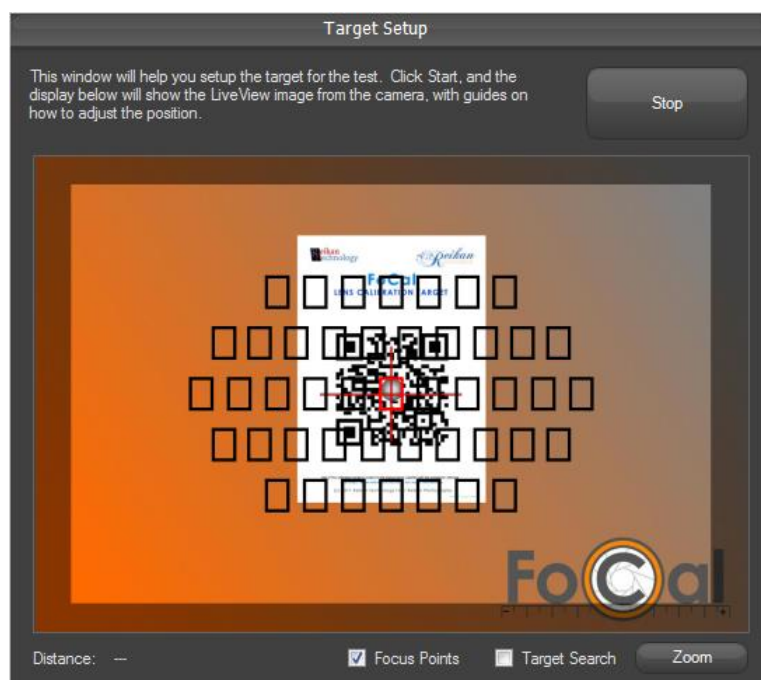 Target Setup
This window will help you setup the target for the test. Click Start, and the
display below will show the LiveView image from the camera, with guides on
how to adjust the position.
Stop
Reikan
Technology
Reikan
FoCal
LENS CALIBRATION TARGET
FoCal
Distance: ---
Focus Points
Target Search
Zoom